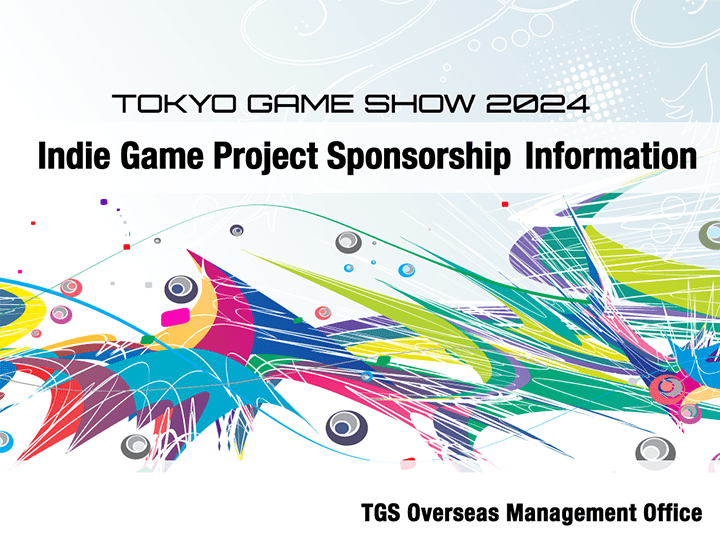 TOKYO GAME SHOW 2024
Indie Game Project Sponsorship Information
TGS Overseas Management Office